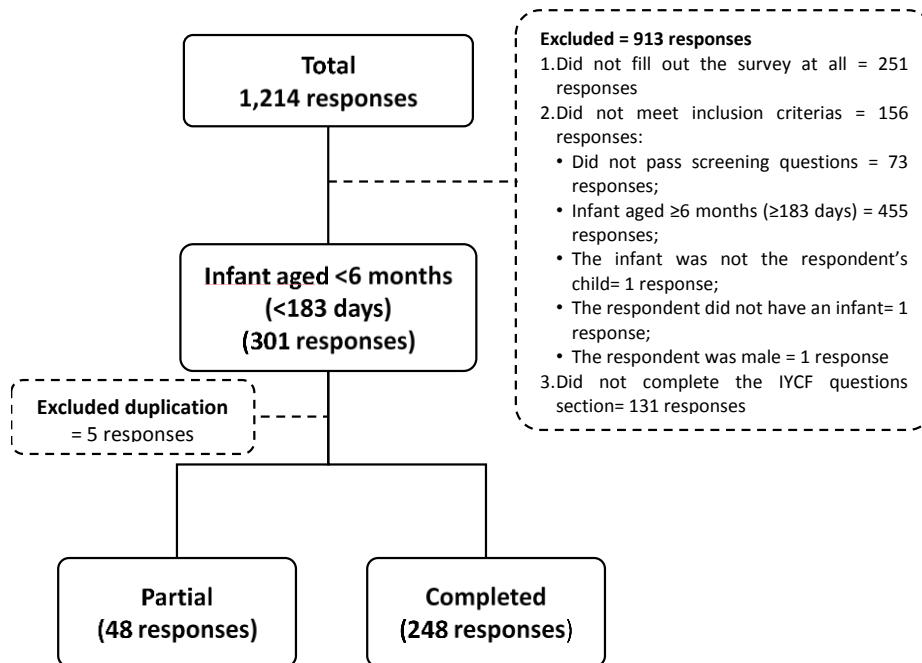 Total
1,214 responses
Excluded = 913 responses
1.Did not fill out the survey at all = 251
responses
2.Did not meet inclusion criterias = 156
responses:
• Did not pass screening questions = 73
responses;
• Infant aged ≥6 months (≥183 days) = 455
responses;
• The infant was not the respondent’s
child= 1 response;
• The respondent did not have an infant= 1
response;
• The respondent was male = 1 response
3.Did not complete the IYCF questions
section= 131 responses
Infant aged <6 months
(<183 days)
(301 responses)
Excluded duplication
= 5 responses
Partial
(48 responses)
Completed
(248 responses)